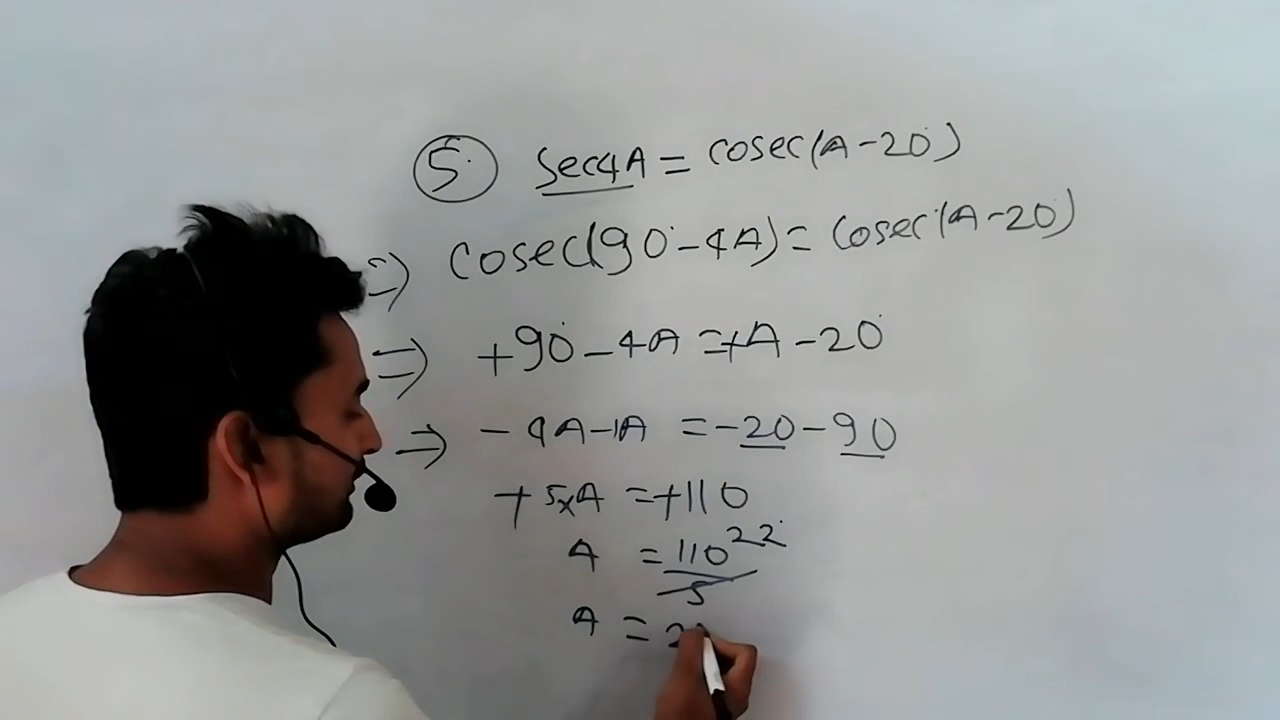 5. sec4A = cosec(A-20°)
⇒ cosec(90°-4A) = cosec(A-20°)
⇒ +90°-4A = +A-20°
⇒ -4A-1A = -20-90
+5×A = +110
A = 110 22°
5
A =